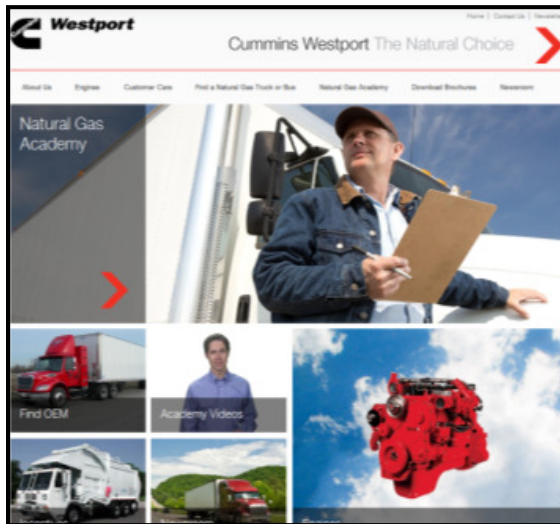 Westport
Home | Contact Us | Newsletter
Cummins Westport The Natural Choice
About Us Engines Customer Care Find a Natural Gas Truck or Bus Natural Gas Academy Download Brochures Newsroom
Natural Gas
Academy
Find OEM
Academy Videos